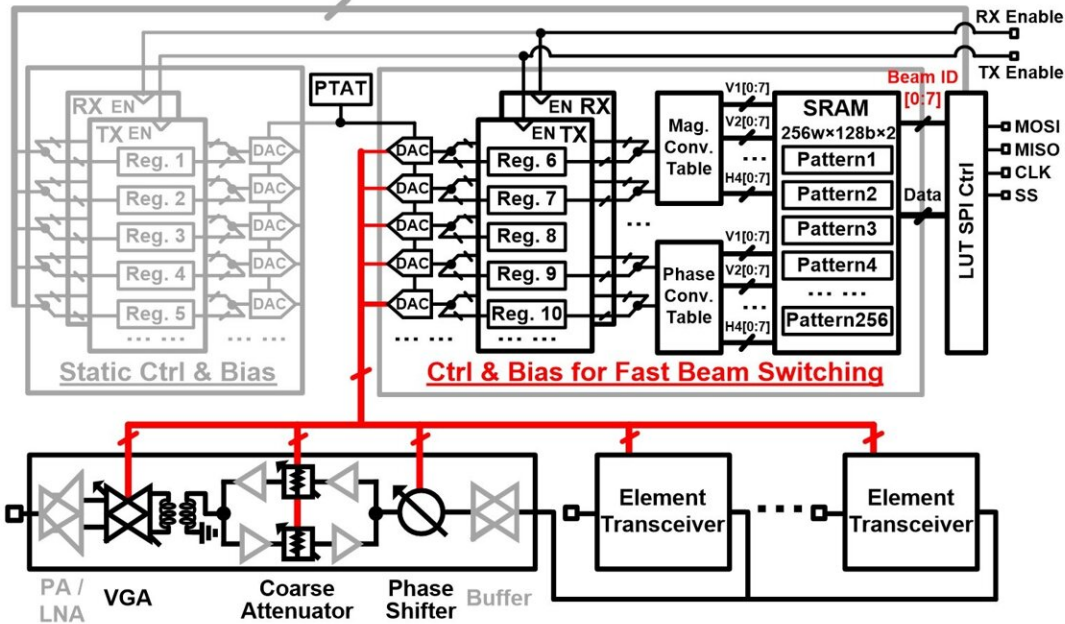 RX Enable
TX Enable
Beam ID
[0:7]
RX EN
TX EN
Reg. 1
Reg. 2
Reg. 3
Reg. 4
Reg. 5
... ...
DAC
DAC
DAC
DAC
DAC
... ...
Static Ctrl & Bias
PTAT
DAC
DAC
DAC
DAC
DAC
... ...
EN RX
EN TX
Reg. 6
Reg. 7
Reg. 8
Reg. 9
Reg. 10
... ...
... ...
... ...
Mag.
Conv.
Table
Phase
Conv.
Table
V1[0:7]
V2[0:7]
...
H4[0:7]
V1[0:7]
V2[0:7]
...
H4[0:7]
SRAM
256w×128b×2
Pattern1
Pattern2
Pattern3
Pattern4
... ...
Pattern256
Data
LUT SPI Ctrl
MOSI
MISO
CLK
SS
Ctrl & Bias for Fast Beam Switching
PA /
LNA
VGA
Coarse
Attenuator
Phase
Shifter
Buffer
Element
Transceiver
Element
Transceiver